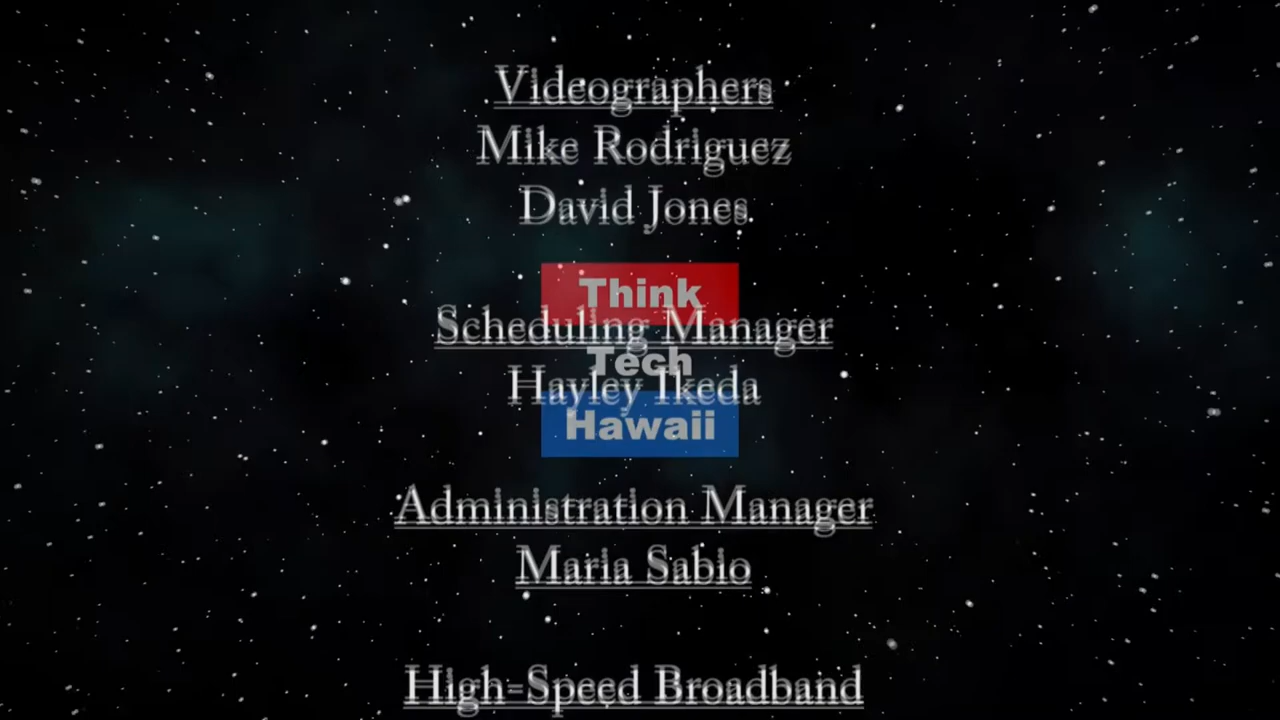 Videographers
Mike Rodriguez
David Jones
Think
Scheduling Manager
Tech
Hayley Ikeda
Hawaii
Administration Manager
Maria Sabio
High-Speed Broadband